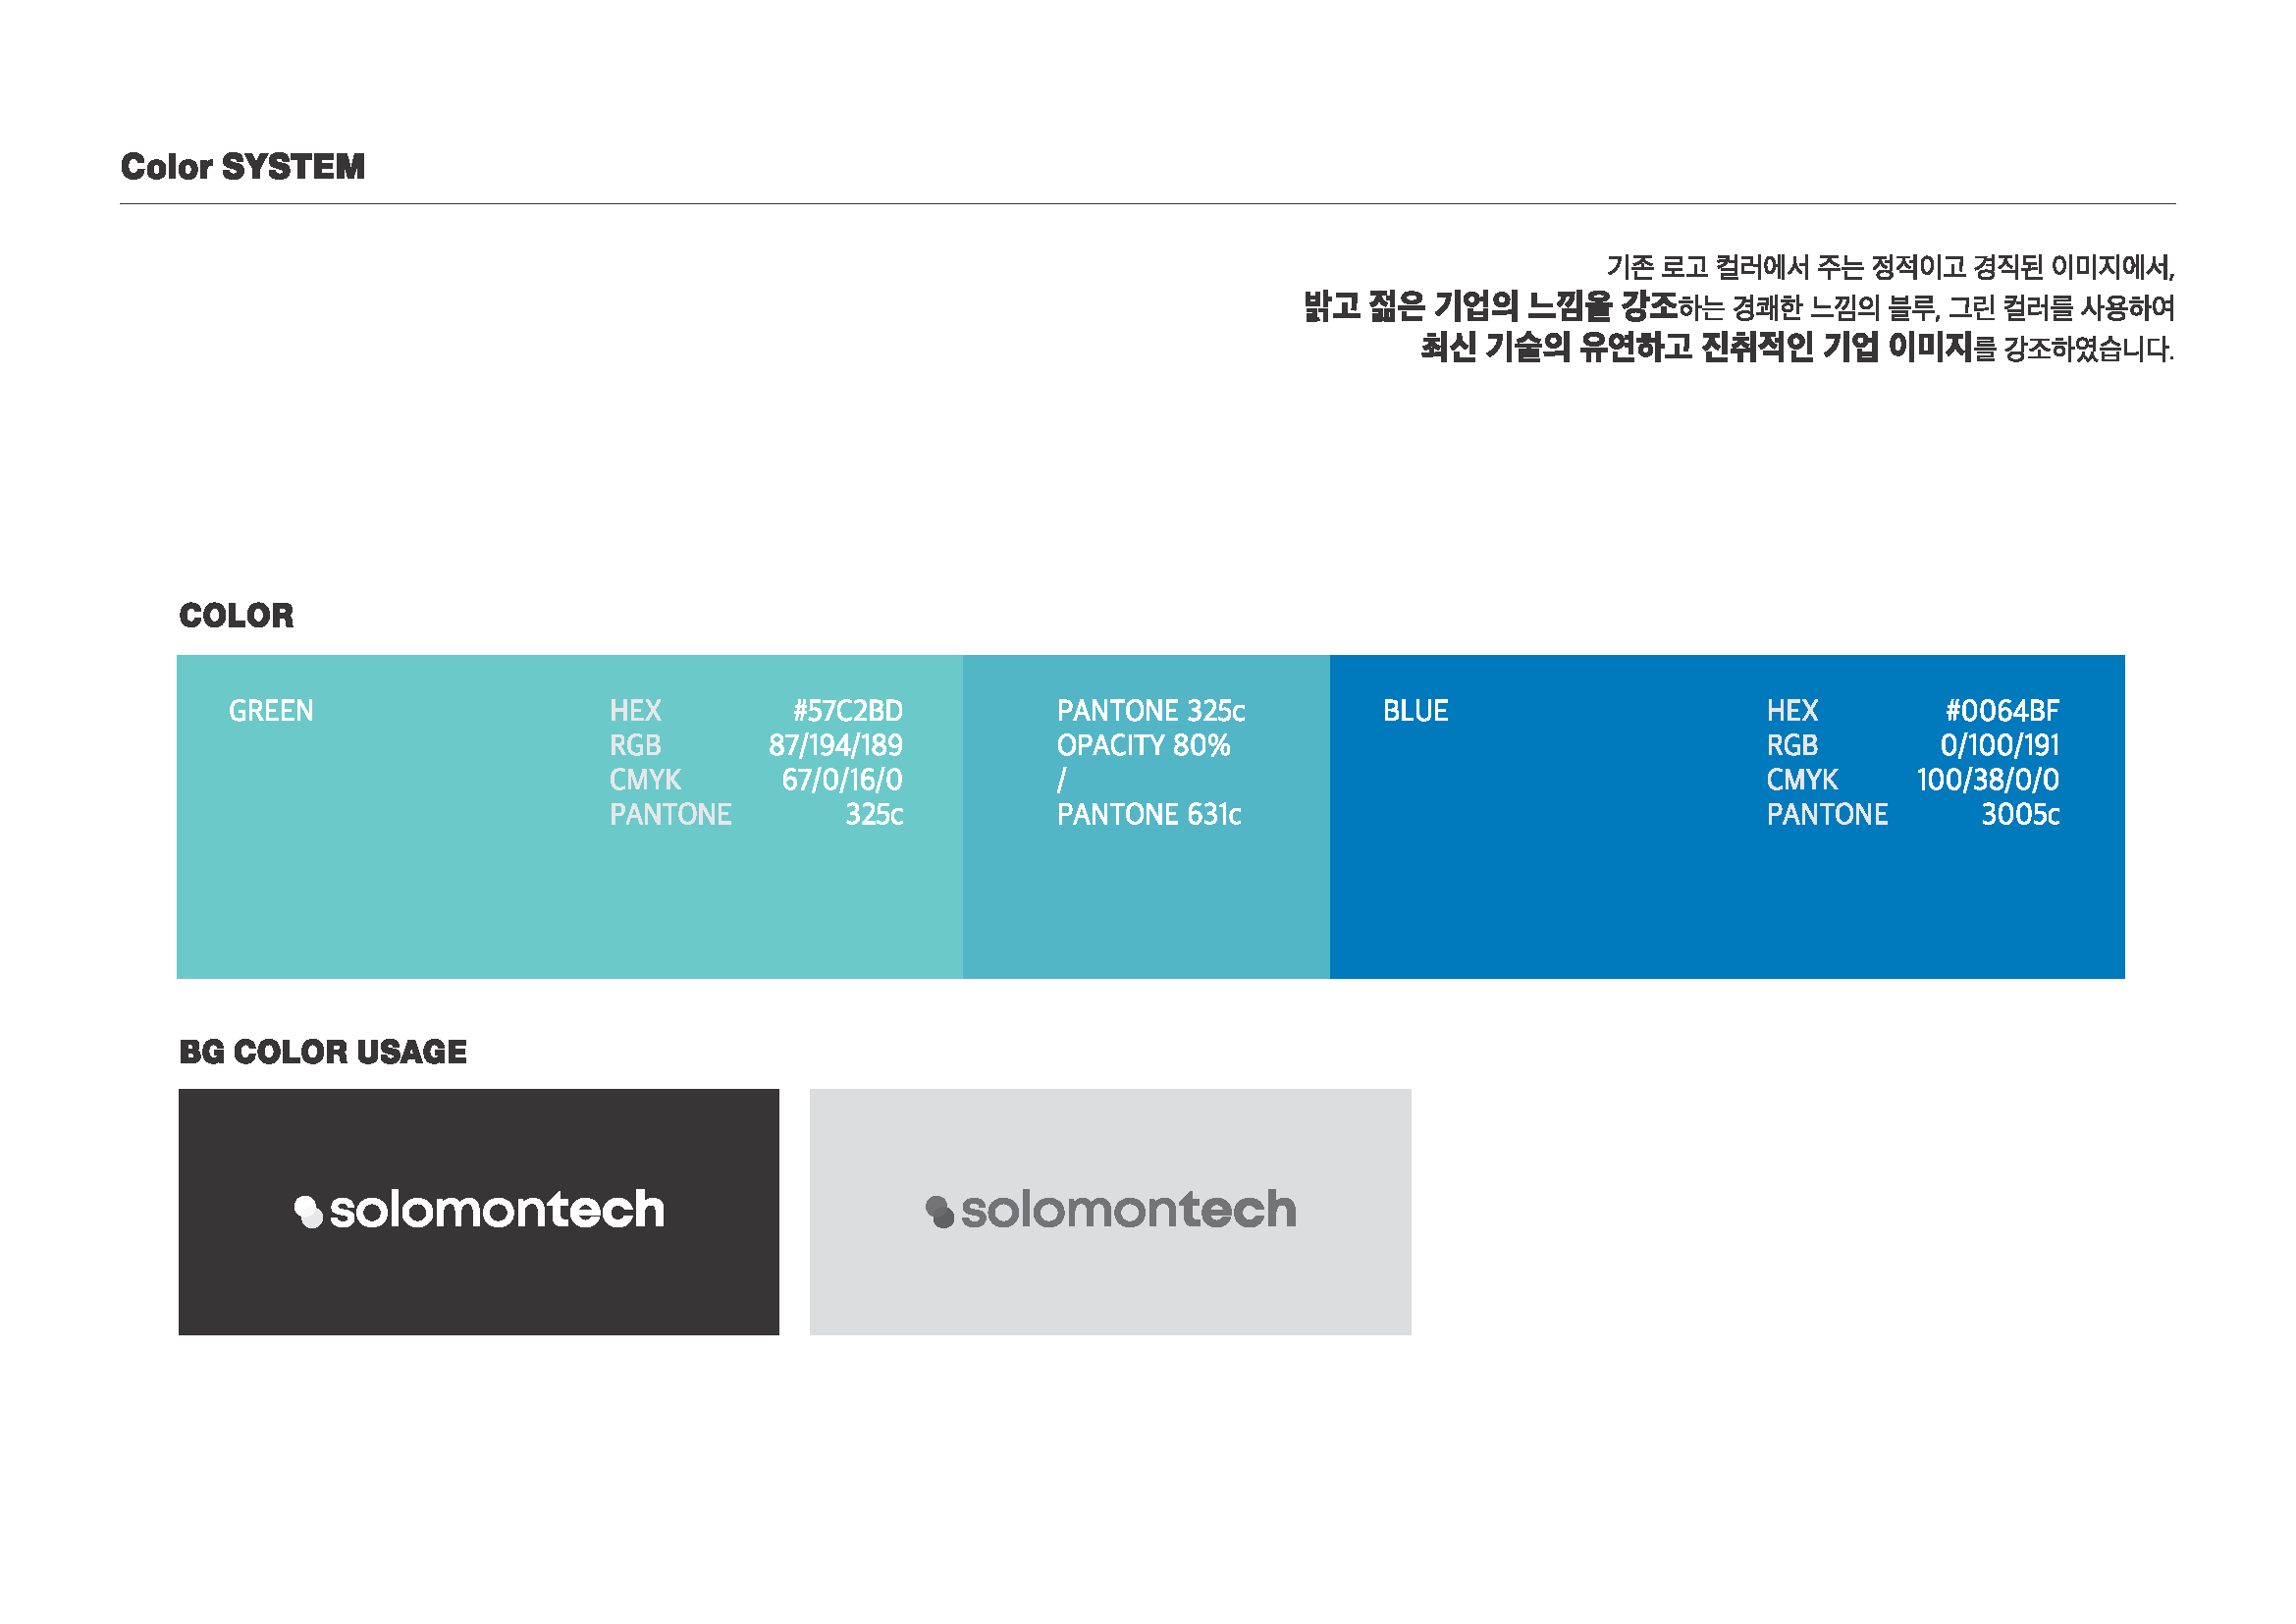 Color SYSTEM
기존 로고 컬러에서 주는 정적이고 경직된 이미지에서,
밝고 젊은 기업의 느낌을 강조하는 경쾌한 느낌의 블루, 그린 컬러를 사용하여
최신 기술의 유연하고 진취적인 기업 이미지를 강조하였습니다.
COLOR
GREEN
HEX #57C2BD
RGB 87/194/189
CMYK 67/0/16/0
PANTONE 325c
PANTONE 325c
OPACITY 80%
/
PANTONE 631c
BLUE
HEX #0064BF
RGB 0/100/191
CMYK 100/38/0/0
PANTONE 3005c
BG COLOR USAGE
solomontech
solomontech